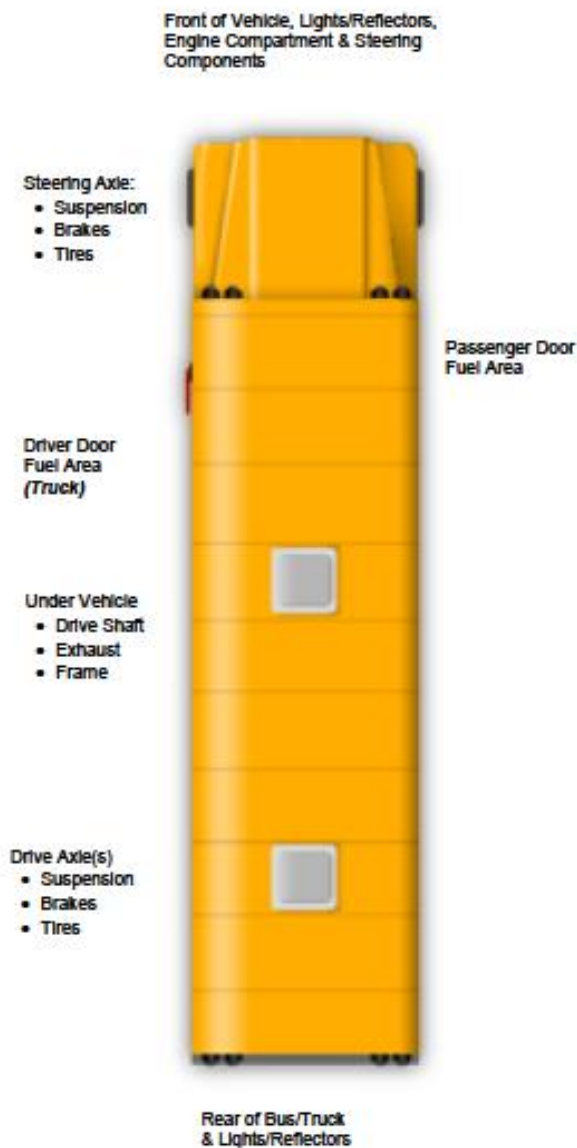 Front of Vehicle, Lights/Reflectors,
Engine Compartment & Steering
Components
Steering Axle:
• Suspension
• Brakes
• Tires
Passenger Door
Fuel Area
Driver Door
Fuel Area
(Truck)
Under Vehicle
• Drive Shaft
• Exhaust
• Frame
Drive Axle(s)
• Suspension
• Brakes
• Tires
Rear of Bus/Truck
& Lights/Reflectors